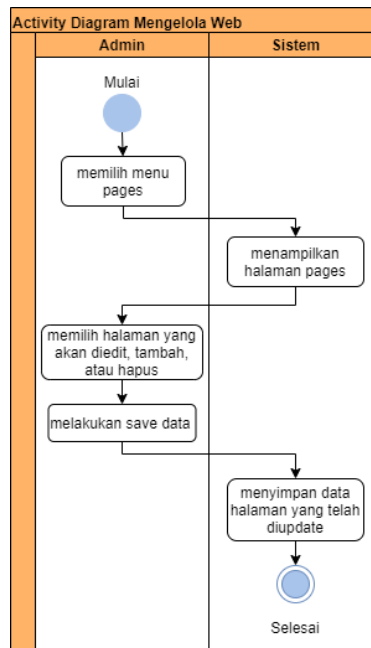 Activity Diagram Mengelola Web
Admin
Sistem
Mulai
memilih menu
pages
menampilkan
halaman pages
memilih halaman yang
akan diedit, tambah,
atau hapus
melakukan save data
menyimpan data
halaman yang telah
diupdate
Selesai